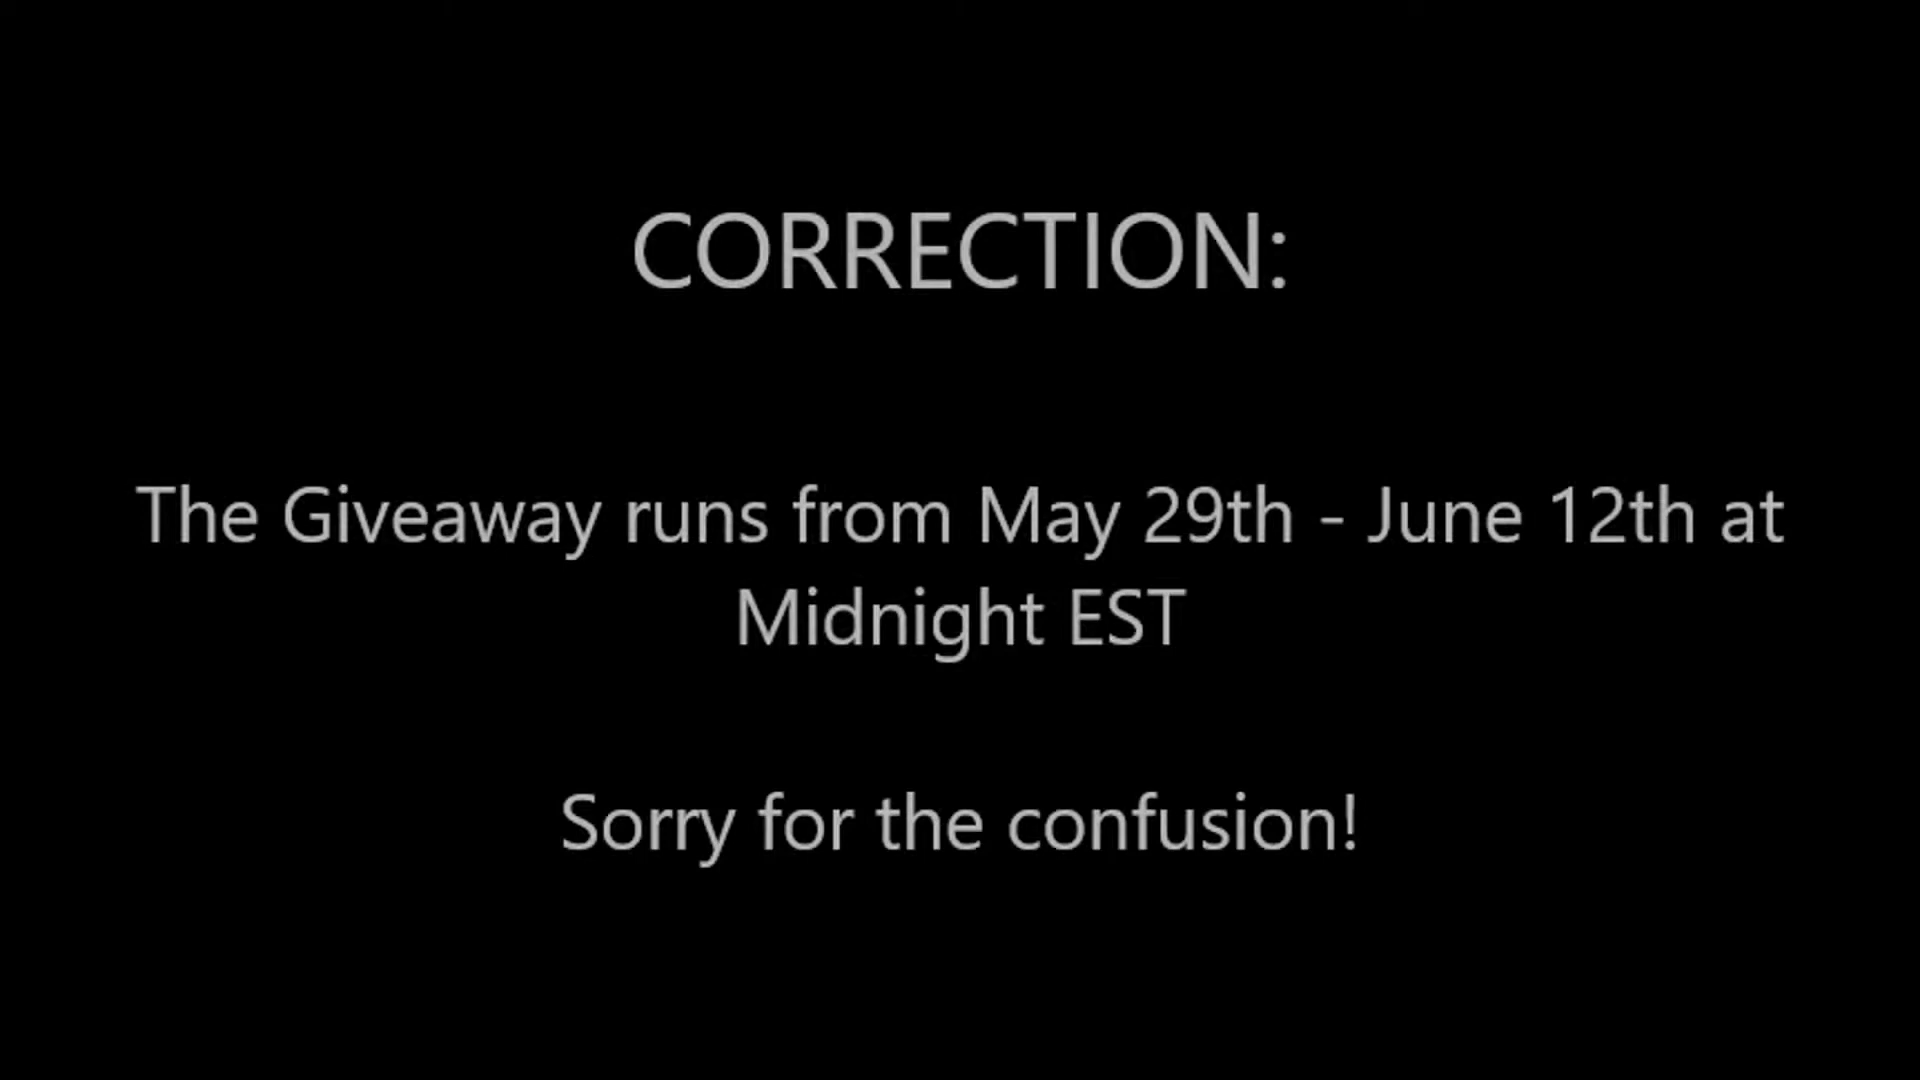 CORRECTION:
The Giveaway runs from May 29th - June 12th at
Midnight EST
Sorry for the confusion!